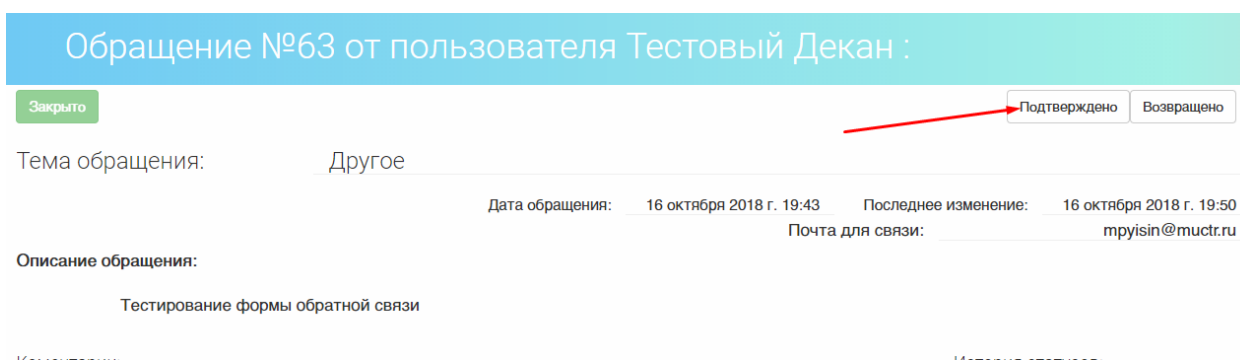 Обращение №63 от пользователя Тестовый Декан :
Закрыто Подтверждено Возвращено
Тема обращения: Другое
Дата обращения: 16 октября 2018 г. 19:43 Последнее изменение: 16 октября 2018 г. 19:50
Почта для связи: mpyisin@muctr.ru
Описание обращения:
Тестирование формы обратной связи